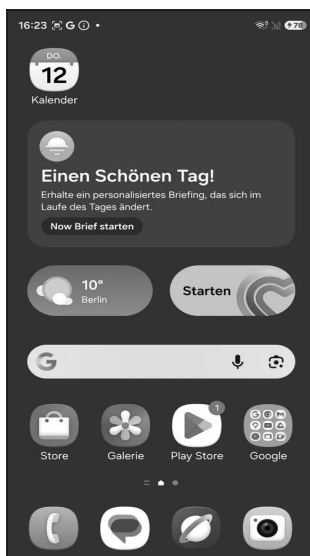 16:23 G
78
DO.
12
Kalender
Einen Schönen Tag!
Erhalte ein personalisiertes Briefing, das sich im
Laufe des Tages ändert.
Now Brief starten
10°
Berlin
Starten
G
1
Store
Galerie
Play Store
Google